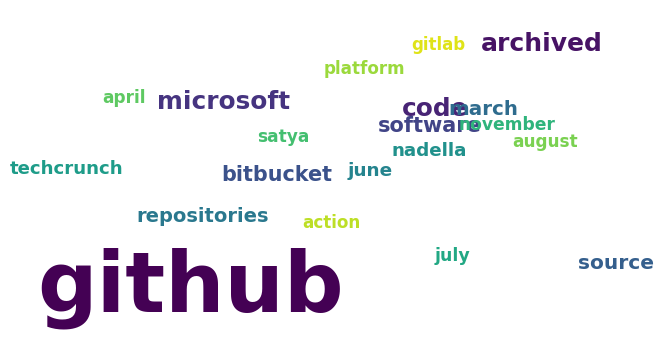 gitlab archived
platform
april microsoft code march
satya software november
techcrunch nadella august
bitbucket june
repositories action
github july source